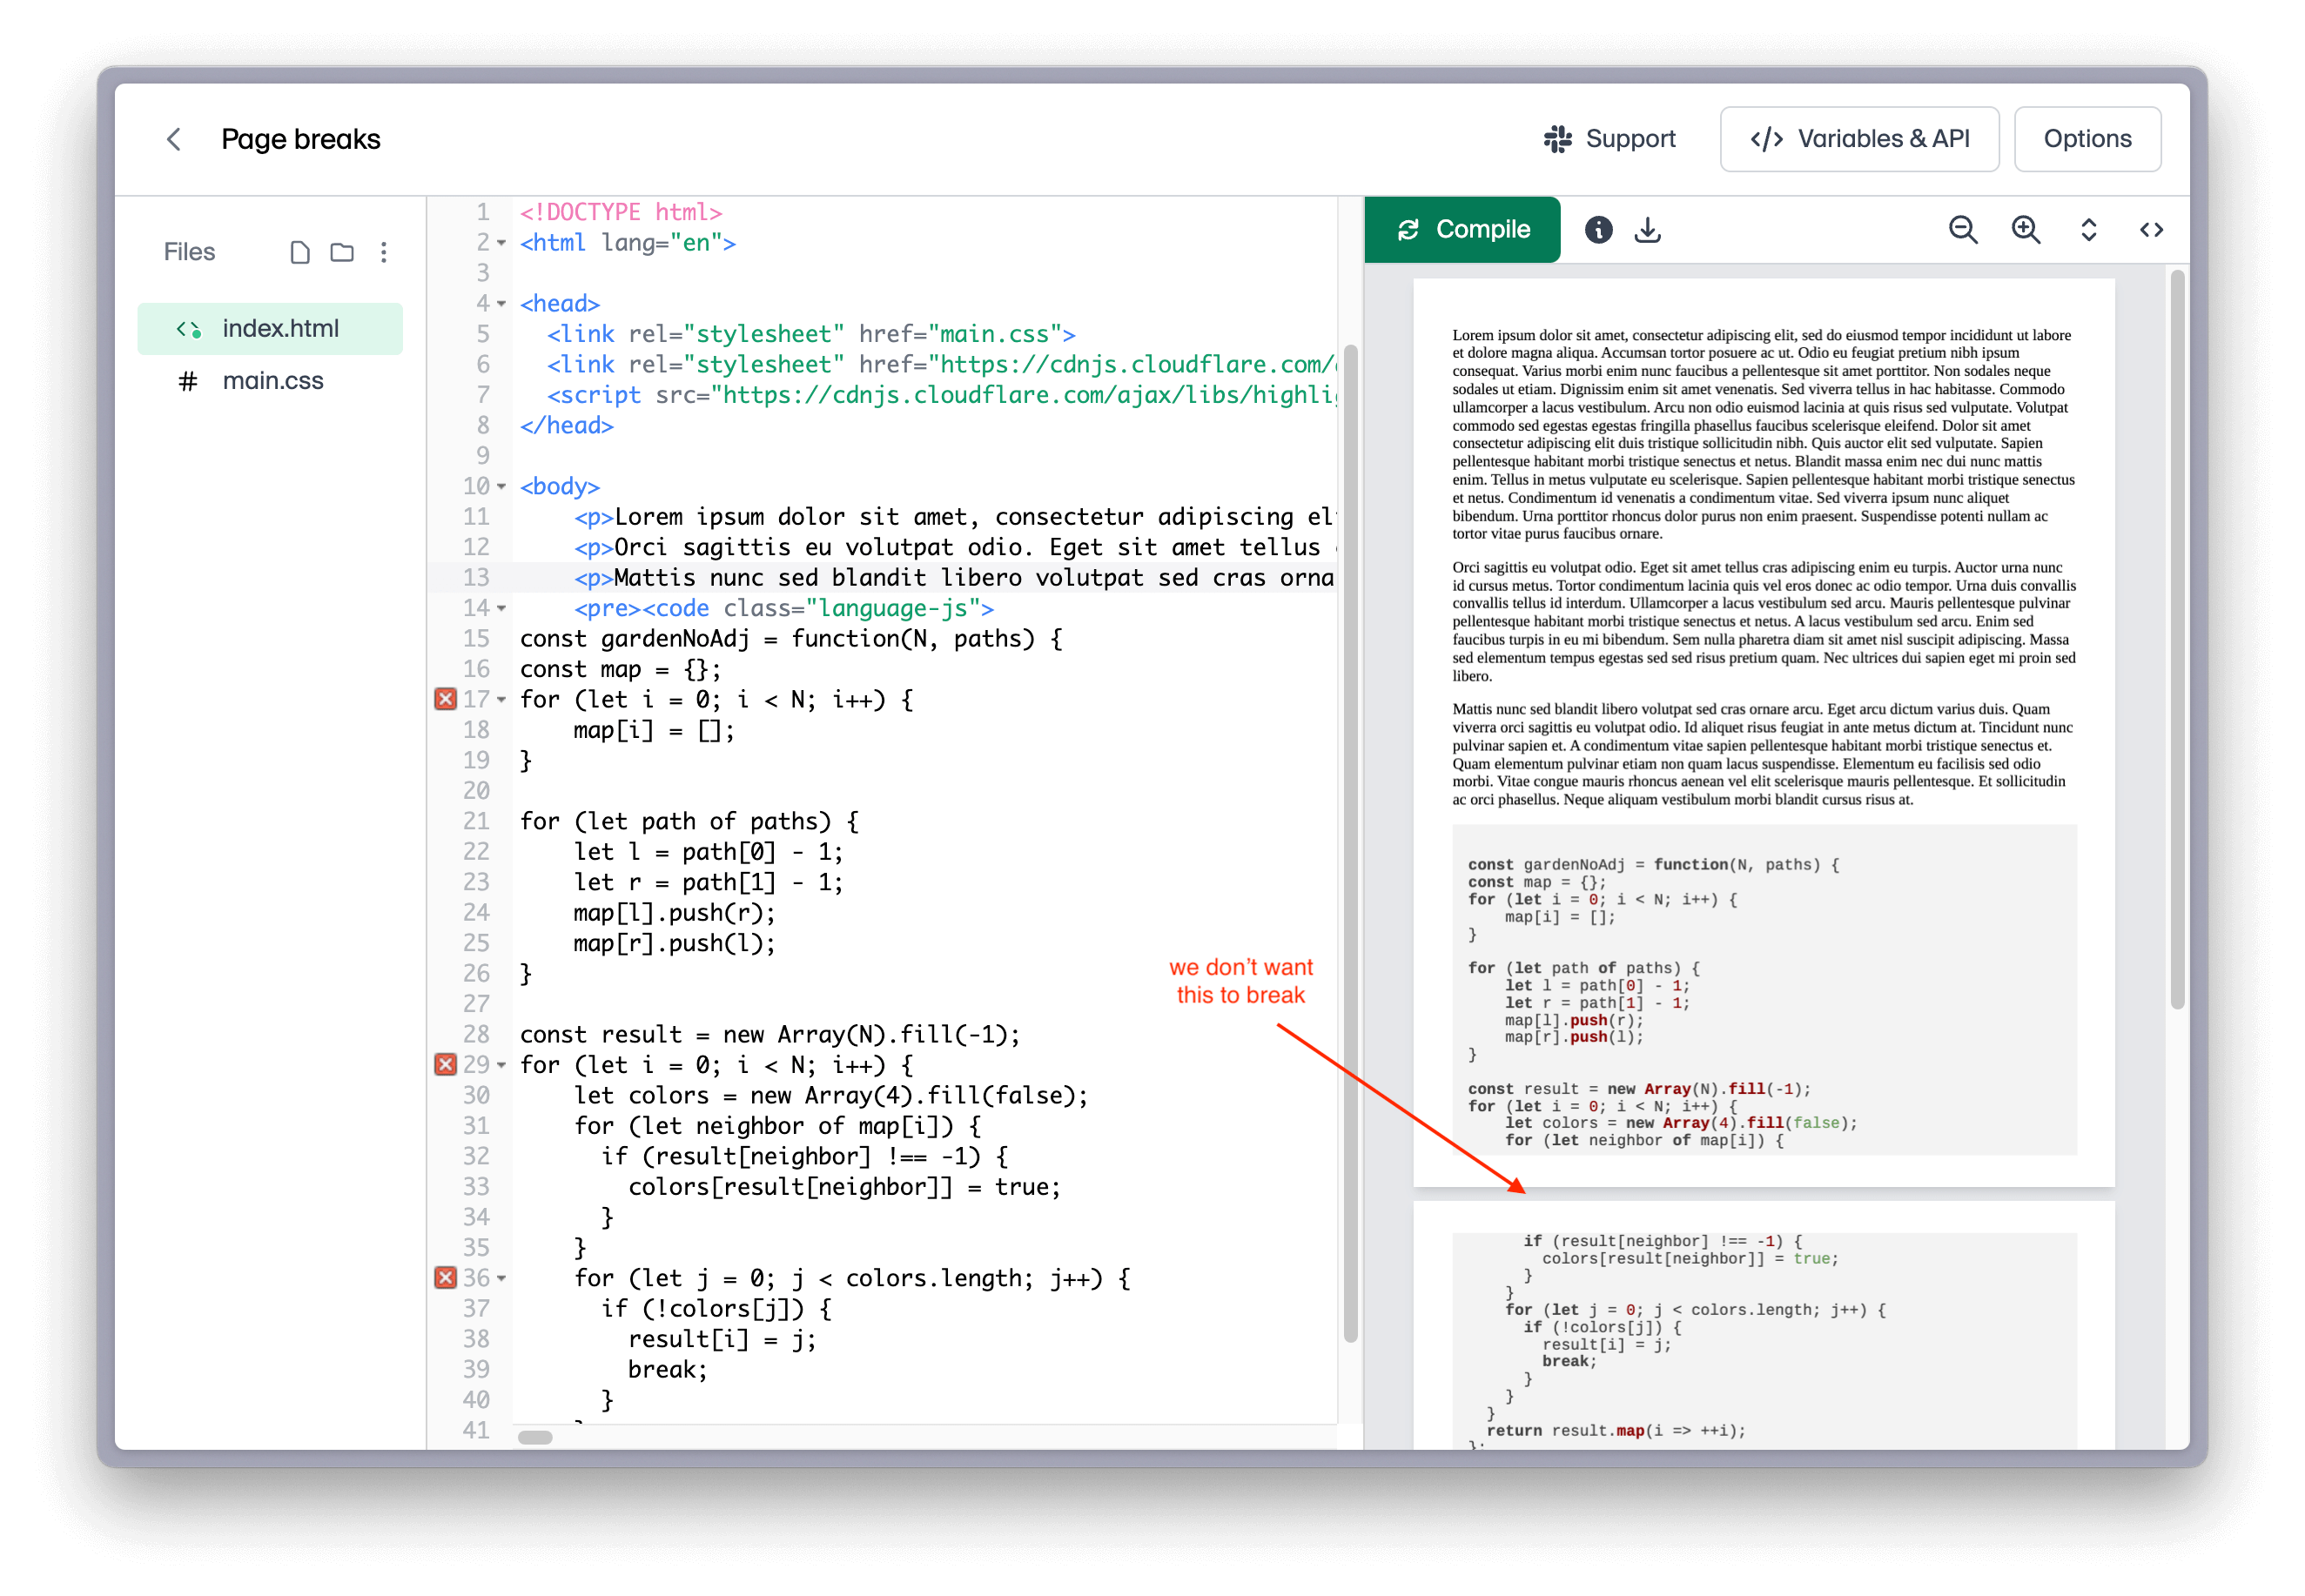 Page breaks
Support
</> Variables & API
Options
Files
index.html
# main.css
1 <!DOCTYPE html>
2 <html lang="en">
3
4 <head>
5 <link rel="stylesheet" href="main.css">
6 <link rel="stylesheet" href="https://cdnjs.cloudflare.com/
7 <script src="https://cdnjs.cloudflare.com/ajax/libs/highli
8 </head>
9
10 <body>
11 <p>Lorem ipsum dolor sit amet, consectetur adipiscing eli
12 <p>Orci sagittis eu volutpat odio. Eget sit amet tellus
13 <p>Mattis nunc sed blandit libero volutpat sed cras orna
14 <pre><code class="language-js">
15 const gardenNoAdj = function(N, paths) {
16 const map = {};
17 for (let i = 0; i < N; i++) {
18 map[i] = [];
19 }
20
21 for (let path of paths) {
22 let l = path[0] - 1;
23 let r = path[1] - 1;
24 map[l].push(r);
25 map[r].push(l);
26 }
27
28 const result = new Array(N).fill(-1);
29 for (let i = 0; i < N; i++) {
30 let colors = new Array(4).fill(false);
31 for (let neighbor of map[i]) {
32 if (result[neighbor] !== -1) {
33 colors[result[neighbor]] = true;
34 }
35 }
36 for (let j = 0; j < colors.length; j++) {
37 if (!colors[j]) {
38 result[i] = j;
39 break;
40 }
41
we don't want
this to break
Compile
Lorem ipsum dolor sit amet, consectetur adipiscing elit, sed do eiusmod tempor incididunt ut labore
et dolore magna aliqua. Accumsan tortor posuere ac ut. Odio eu feugiat pretium nibh ipsum
consequat. Varius morbi enim nunc faucibus a pellentesque sit amet porttitor. Non sodales neque
sodales ut etiam. Dignissim enim sit amet venenatis. Sed viverra tellus in hac habitasse. Commodo
ullamcorper a lacus vestibulum. Arcu non odio euismod lacinia at quis risus sed vulputate. Volutpat
commodo sed egestas egestas fringilla phasellus faucibus scelerisque eleifend. Dolor sit amet
consectetur adipiscing elit duis tristique sollicitudin nibh. Quis auctor elit sed vulputate. Sapien
pellentesque habitant morbi tristique senectus et netus. Blandit massa enim nec dui nunc mattis
enim. Tellus in metus vulputate eu scelerisque. Sapien pellentesque habitant morbi tristique senectus
et netus. Condimentum id venenatis a condimentum vitae. Sed viverra ipsum nunc aliquet
bibendum. Urna porttitor rhoncus dolor purus non enim praesent. Suspendisse potenti nullam ac
tortor vitae purus faucibus ornare.
Orci sagittis eu volutpat odio. Eget sit amet tellus cras adipiscing enim eu turpis. Auctor urna nunc
id cursus metus. Tortor condimentum lacinia quis vel eros donec ac odio tempor. Urna duis convallis
convallis tellus id interdum. Ullamcorper a lacus vestibulum sed arcu. Mauris pellentesque pulvinar
pellentesque habitant morbi tristique senectus et netus. A lacus vestibulum sed arcu. Enim sed
faucibus turpis in eu mi bibendum. Sem nulla pharetra diam sit amet nisl suscipit adipiscing. Massa
sed elementum tempus egestas sed sed risus pretium quam. Nec ultrices dui sapien eget mi proin sed
libero.
Mattis nunc sed blandit libero volutpat sed cras ornare arcu. Eget arcu dictum varius duis. Quam
viverra orci sagittis eu volutpat odio. Id aliquet risus feugiat in ante metus dictum at. Tincidunt nunc
pulvinar sapien et. A condimentum vitae sapien pellentesque habitant morbi tristique senectus et.
Quam elementum pulvinar etiam non quam lacus suspendisse. Elementum eu facilisis sed odio
morbi. Vitae congue mauris rhoncus aenean vel elit scelerisque mauris pellentesque. Et sollicitudin
ac orci phasellus. Neque aliquam vestibulum morbi blandit cursus risus at.
const gardenNoAdj = function(N, paths) {
const map = {};
for (let i = 0; i < N; i++) {
map[i] = [];
}
for (let path of paths) {
let l = path[0] - 1;
let r = path[1] - 1;
map[l].push(r);
map[r].push(l);
}
const result = new Array(N).fill(-1);
for (let i = 0; i < N; i++) {
let colors = new Array(4).fill(false);
for (let neighbor of map[i]) {
if (result[neighbor] !== -1) {
colors[result[neighbor]] = true;
}
}
for (let j = 0; j < colors.length; j++) {
if (!colors[j]) {
result[i] = j;
break;
}
}
}
return result.map(i => ++i);
};